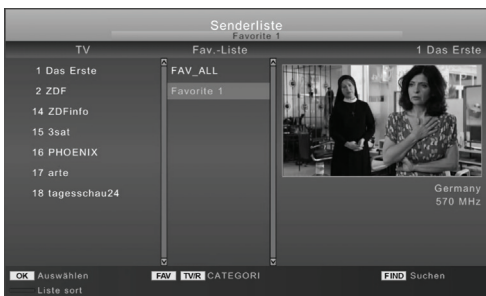 Senderliste
Favorite 1
TV
Fav.-Liste
1 Das Erste
1 Das Erste
2 ZDF
14 ZDFinfo
15 3sat
16 PHOENIX
17 arte
18 tagesschau24
FAV_ALL
Favorite 1
Germany
570 MHz
OK Auswählen
FAV TV/R CATEGORI
FIND Suchen
Liste sort